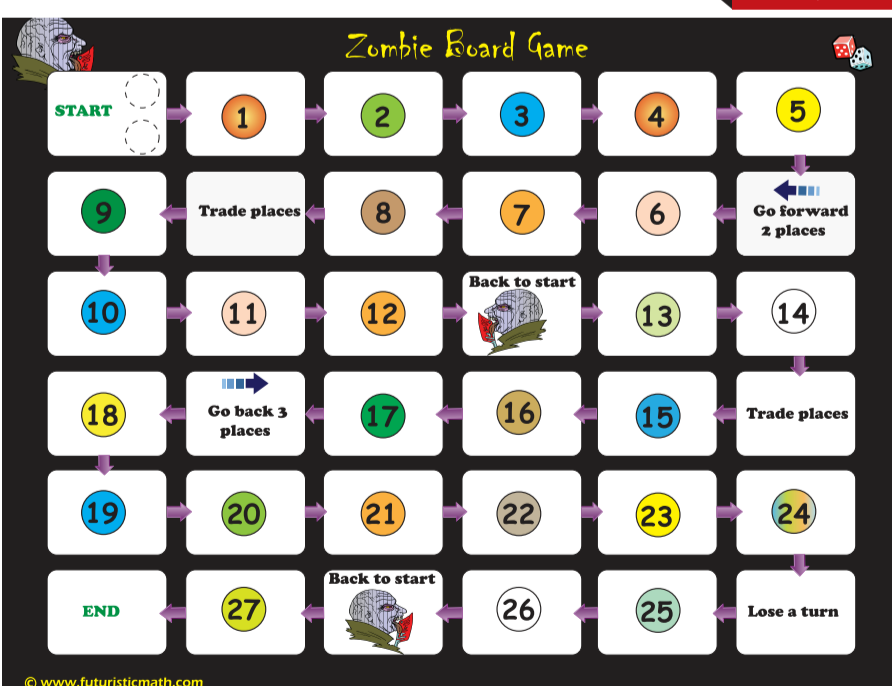 Zombie Board Game
START
1
2
3
4
5
9
Trade places
8
7
6
Go forward
2 places
10
11
12
Back to start
13
14
18
Go back 3
places
17
16
15
Trade places
19
20
21
22
23
24
END
27
Back to start
26
25
Lose a turn
© www.futuristicmath.com